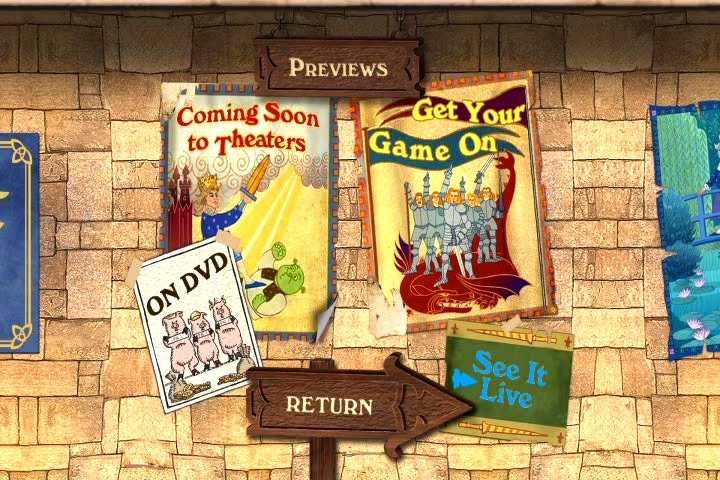 PREVIEWS
Coming Soon
to Theaters
Get Your
Game On
ON DVD
See It
Live
RETURN